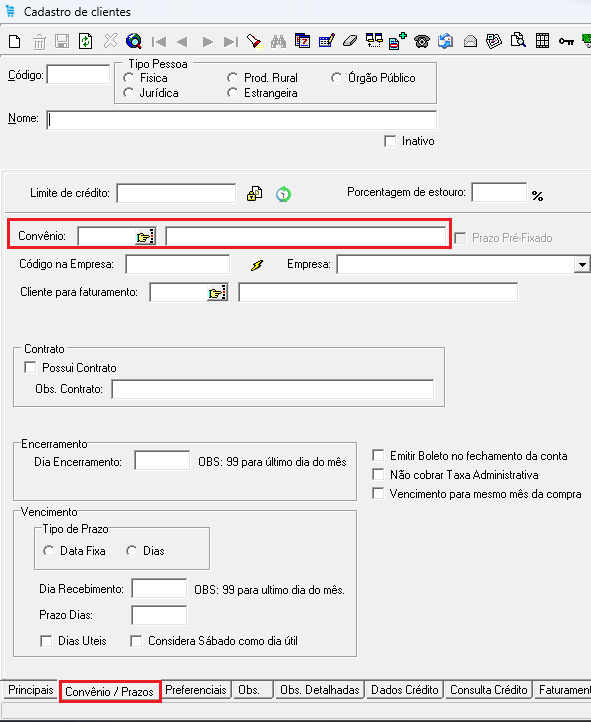 Cadastro de clientes
Código:
Tipo Pessoa
Fisica
Prod. Rural
Órgão Público
Jurídica
Estrangeira
Nome:
Inativo
Limite de crédito:
Porcentagem de estouro:
%
Convênio:
Prazo Pré-Fixado
Código na Empresa:
Empresa:
Cliente para faturamento:
Contrato
Possui Contrato
Obs. Contrato:
Encerramento
Dia Encerramento:
OBS: 99 para último dia do mês
Emitir Boleto no fechamento da conta
Não cobrar Taxa Administrativa
Vencimento para mesmo mês da compra
Vencimento
Tipo de Prazo
Data Fixa
Dias
Dia Recebimento:
OBS: 99 para ultimo dia do mês.
Prazo Dias:
Dias Uteis
Considera Sábado como dia útil
Principais
Convênio / Prazos
Preferenciais
Obs.
Obs. Detalhadas
Dados Crédito
Consulta Crédito
Faturamen